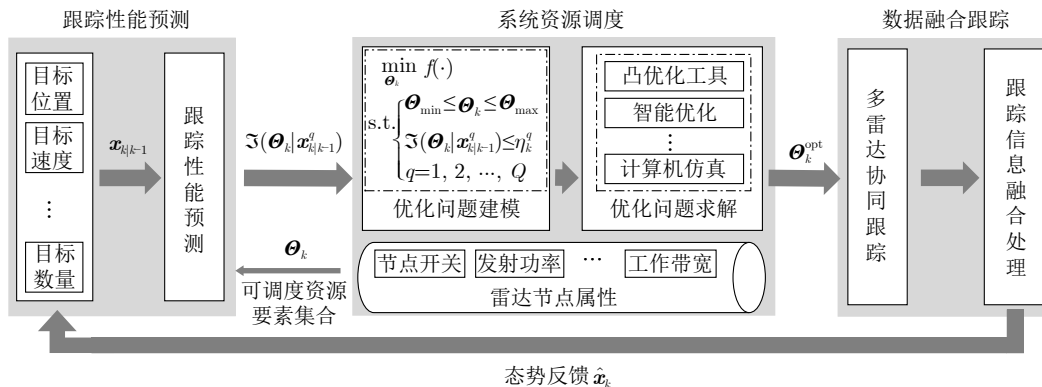 跟踪性能预测
目标
位置
目标
速度
⋮
目标
数量
x_{k|k-1}
跟踪性能预测
ℑ(Θ_k|x^q_{k|k-1})
Θ_k
可调度资源
要素集合
系统资源调度
min f(·)
Θ_k
s.t.
Θ_min≤Θ_k≤Θ_max
ℑ(Θ_k|x^q_{k|k-1})≤η^q_k
q=1, 2, ⋯, Q
优化问题建模
凸优化工具
智能优化
⋮
计算机仿真
优化问题求解
节点开关 发射功率 ⋯ 工作带宽
雷达节点属性
Θ^opt_k
数据融合跟踪
多雷达协同跟踪
跟踪信息融合处理
态势反馈 x̂_k